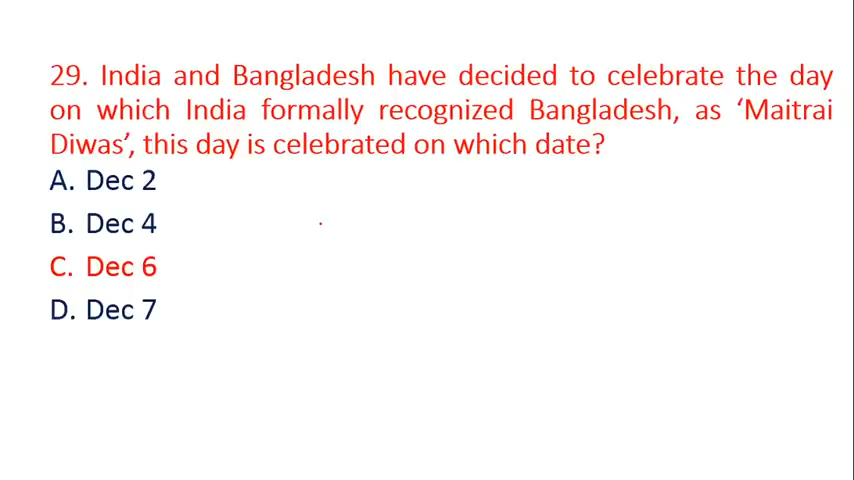 29. India and Bangladesh have decided to celebrate the day
on which India formally recognized Bangladesh, as ‘Maitrai
Diwas’, this day is celebrated on which date?
A. Dec 2
B. Dec 4
C. Dec 6
D. Dec 7